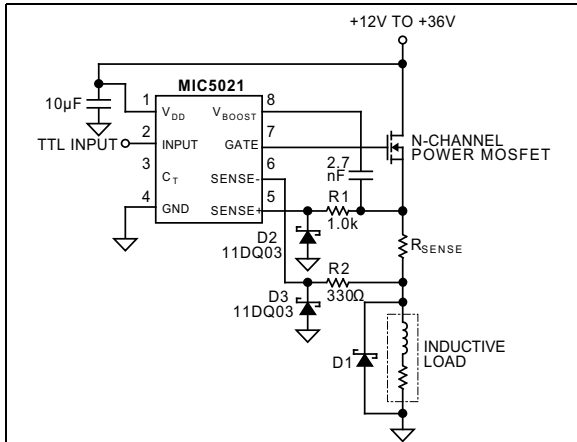 +12V TO +36V
MIC5021
10µF
1 VDD VBOOST 8
TTL INPUT 2 INPUT GATE 7
N-CHANNEL
POWER MOSFET
2.7
nF
3 CT SENSE- 6
4 GND SENSE+ 5
R1
1.0k
D2
11DQ03
RSENSE
R2
330Ω
D3
11DQ03
D1
INDUCTIVE
LOAD